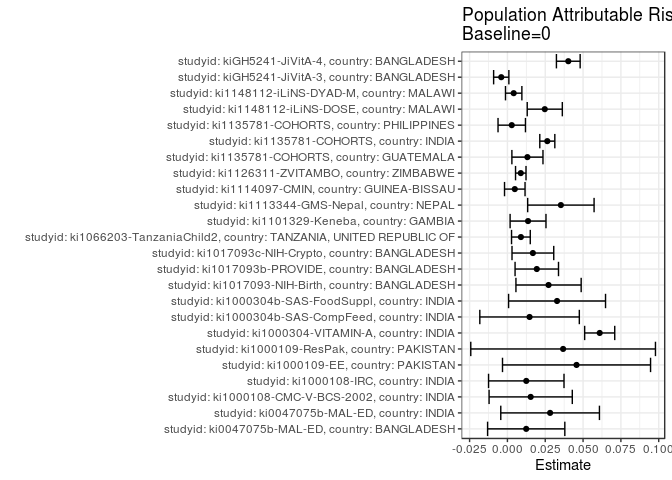 Population Attributable Ris
Baseline=0
studyid: kiGH5241-JiVitA-4, country: BANGLADESH
studyid: kiGH5241-JiVitA-3, country: BANGLADESH
studyid: ki1148112-iLiNS-DYAD-M, country: MALAWI
studyid: ki1148112-iLiNS-DOSE, country: MALAWI
studyid: ki1135781-COHORTS, country: PHILIPPINES
studyid: ki1135781-COHORTS, country: INDIA
studyid: ki1135781-COHORTS, country: GUATEMALA
studyid: ki1126311-ZVITAMBO, country: ZIMBABWE
studyid: ki1114097-CMIN, country: GUINEA-BISSAU
studyid: ki1113344-GMS-Nepal, country: NEPAL
studyid: ki1101329-Keneba, country: GAMBIA
studyid: ki1066203-TanzaniaChild2, country: TANZANIA, UNITED REPUBLIC OF
studyid: ki1017093c-NIH-Crypto, country: BANGLADESH
studyid: ki1017093b-PROVIDE, country: BANGLADESH
studyid: ki1017093-NIH-Birth, country: BANGLADESH
studyid: ki1000304b-SAS-FoodSuppl, country: INDIA
studyid: ki1000304b-SAS-CompFeed, country: INDIA
studyid: ki1000304-VITAMIN-A, country: INDIA
studyid: ki1000109-ResPak, country: PAKISTAN
studyid: ki1000109-EE, country: PAKISTAN
studyid: ki1000108-IRC, country: INDIA
studyid: ki1000108-CMC-V-BCS-2002, country: INDIA
studyid: ki0047075b-MAL-ED, country: INDIA
studyid: ki0047075b-MAL-ED, country: BANGLADESH
-0.025 0.000 0.025 0.050 0.075 0.100
Estimate